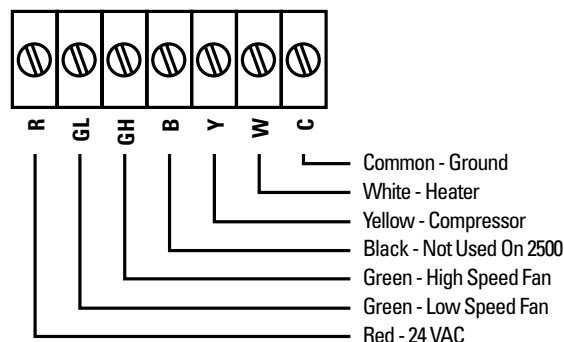 R GL GH B Y W C
Common - Ground
White - Heater
Yellow - Compressor
Black - Not Used On 2500
Green - High Speed Fan
Green - Low Speed Fan
Red - 24 VAC